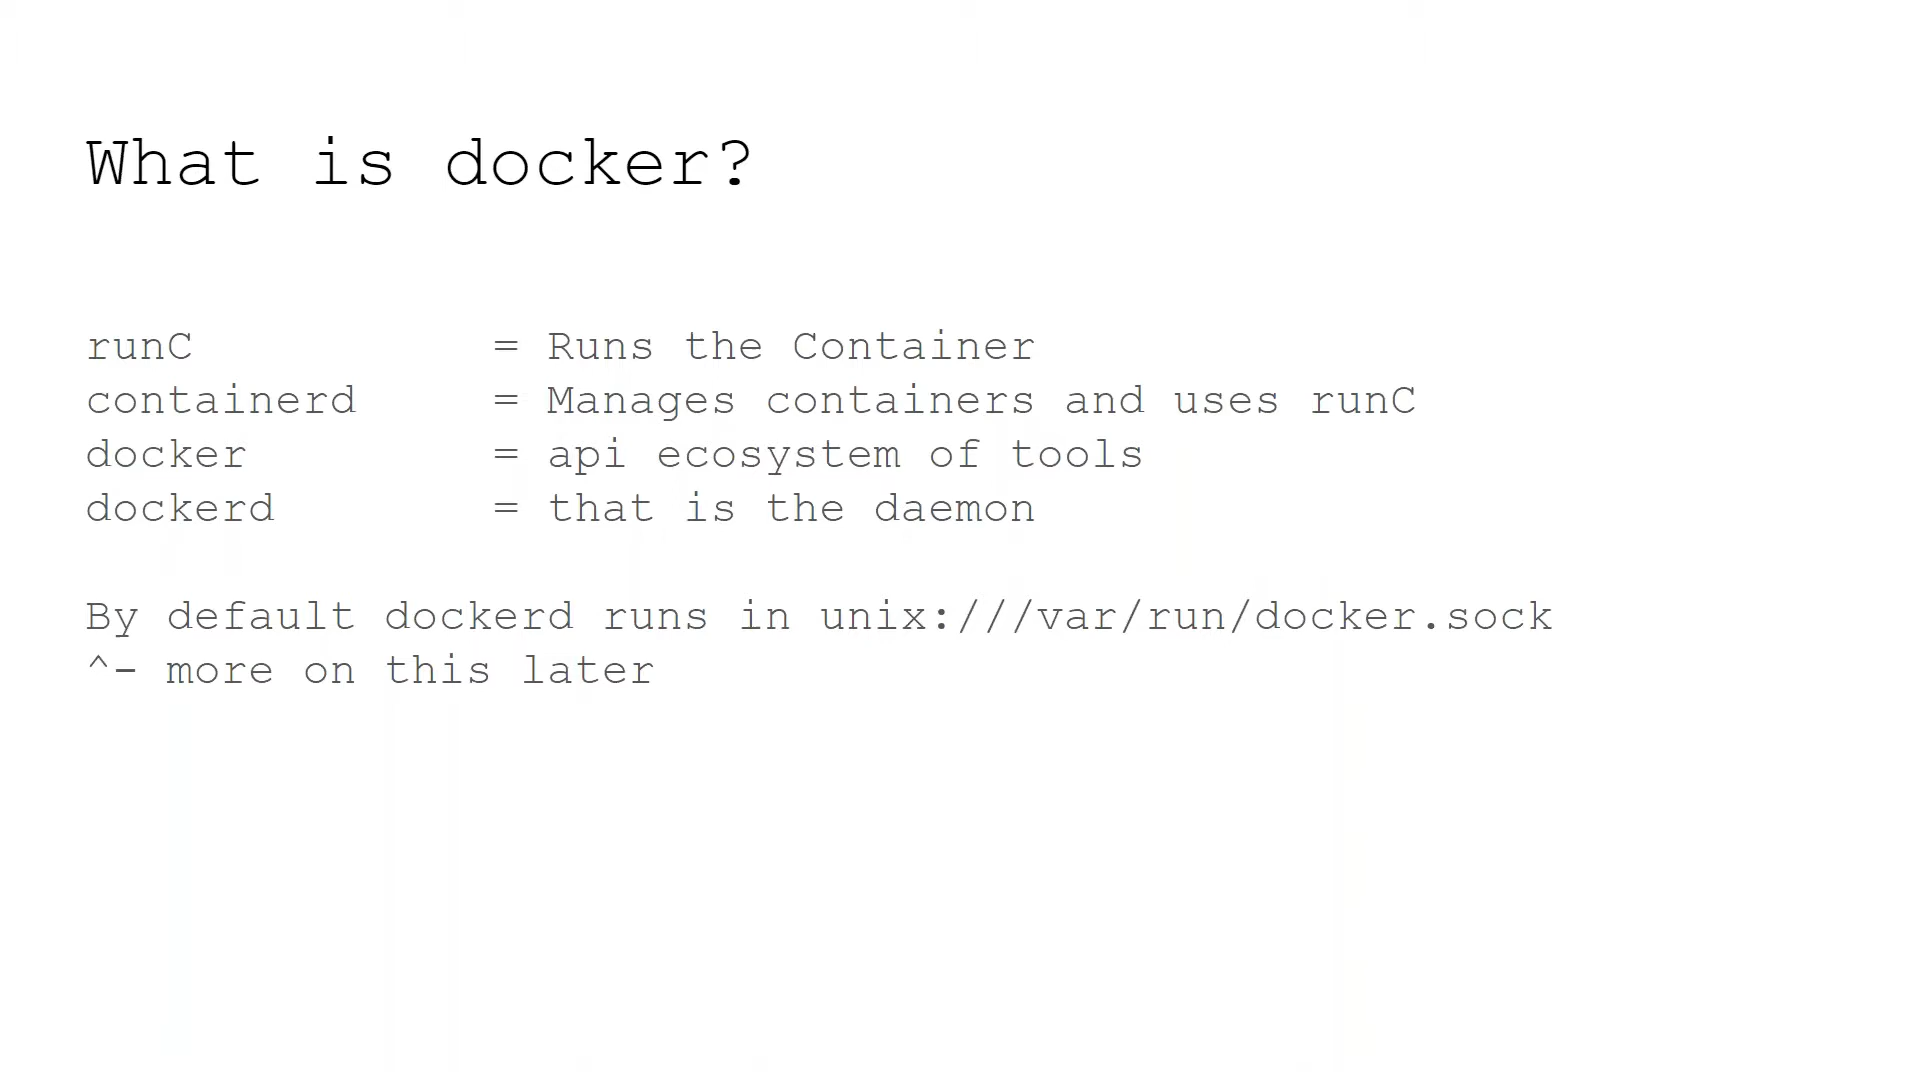 What is docker?
runC = Runs the Container
containerd = Manages containers and uses runC
docker = api ecosystem of tools
dockerd = that is the daemon
By default dockerd runs in unix:///var/run/docker.sock
^- more on this later